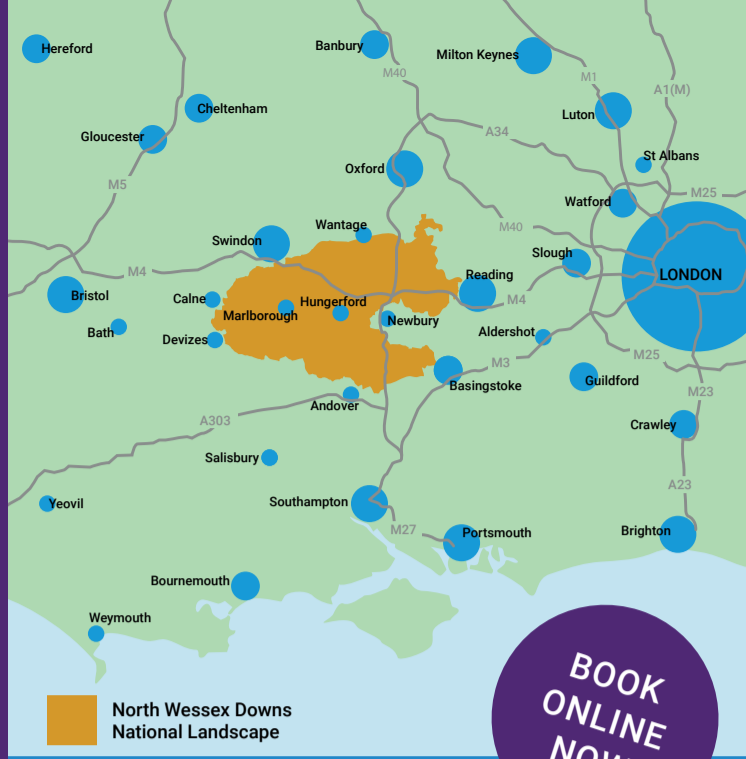 Hereford
Banbury
Milton Keynes
M40
M1
A1(M)
Cheltenham
Luton
Gloucester
A34
St Albans
Oxford
M5
M25
Watford
Wantage
M40
Swindon
Slough
M4
Reading
LONDON
Bristol
Calne
Hungerford
M4
Marlborough
Newbury
Bath
Devizes
Aldershot
M25
M3
Guildford
Basingstoke
M23
Andover
A303
Crawley
Salisbury
A23
Yeovil
Southampton
M27
Portsmouth
Brighton
Bournemouth
Weymouth
BOOK
ONLINE
NOW
North Wessex Downs
National Landscape